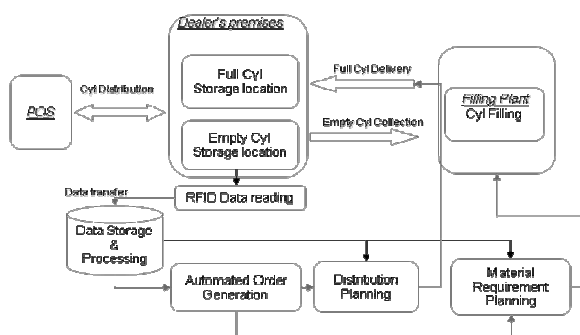 Dealer's premises
Full Cyl
Storage location
Full Cyl Delivery
Cyl Distribution
POS
Filling Plant
Cyl Filling
Empty Cyl
Storage location
Empty Cyl Collection
Data transfer
RFID Data reading
Data Storage
&
Processing
Automated Order
Generation
Distribution
Planning
Material
Requirement
Planning